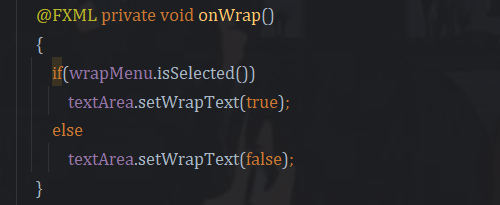 @FXML private void onWrap()
{
if(wrapMenu.isSelected())
textArea.setWrapText(true);
else
textArea.setWrapText(false);
}